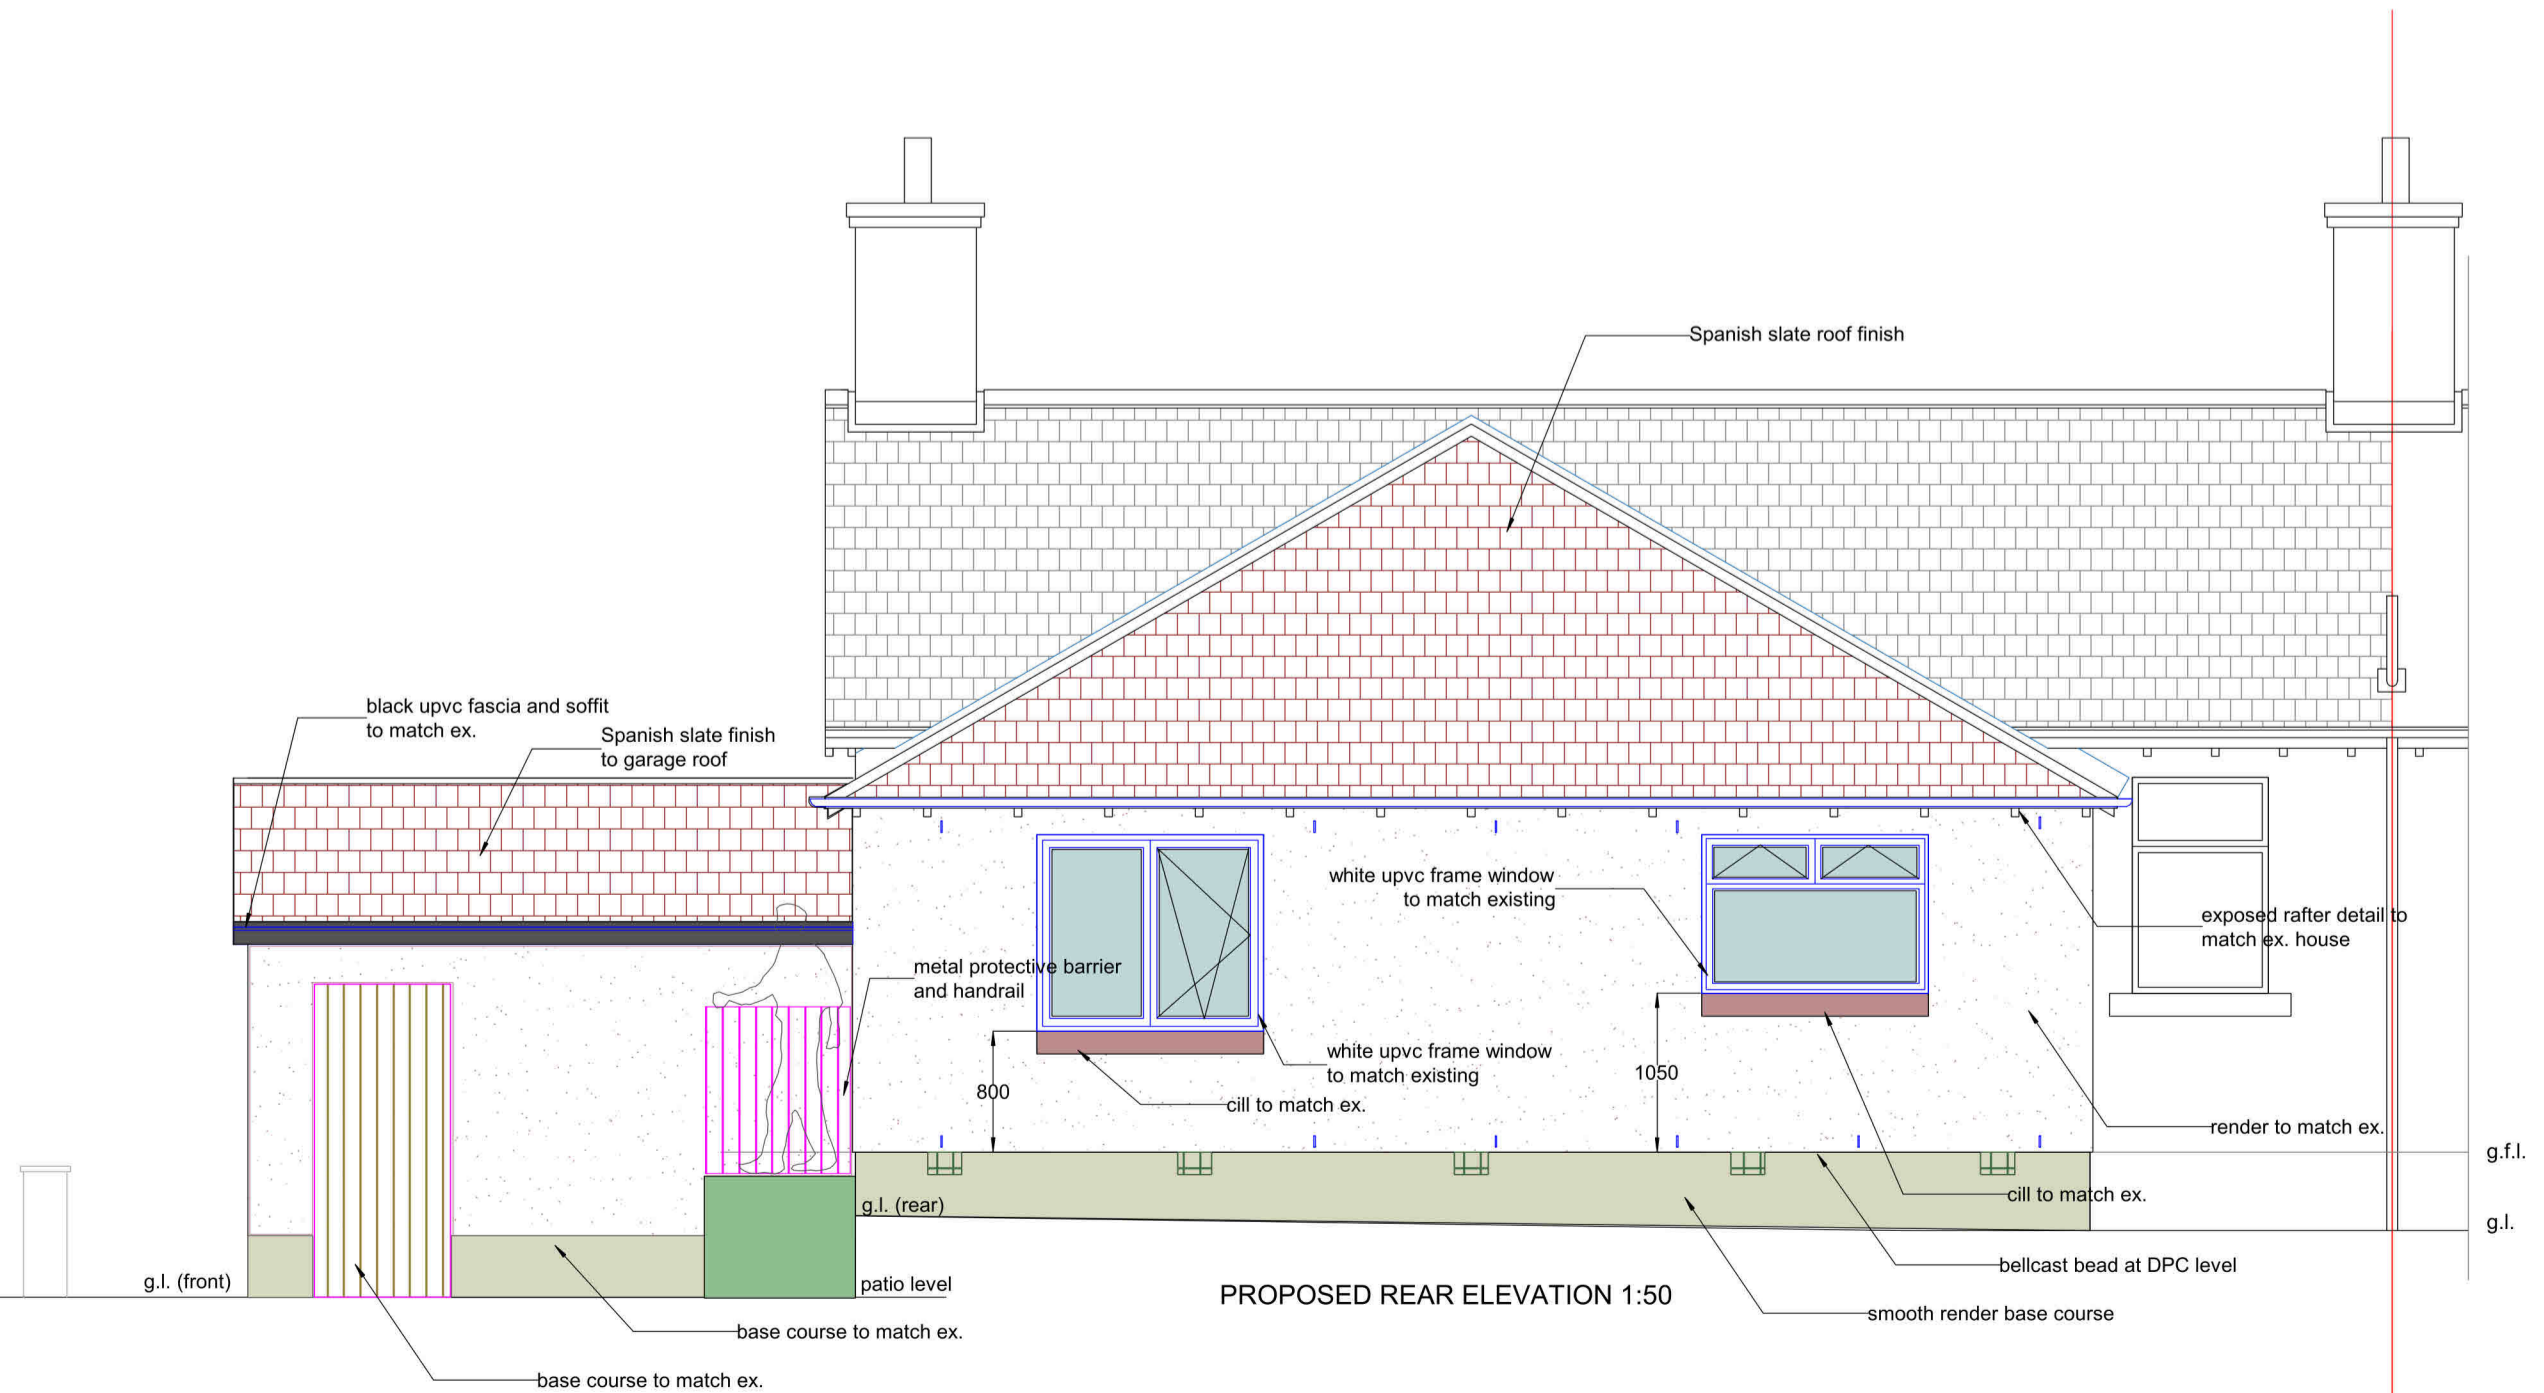 Spanish slate roof finish
black upvc fascia and soffit
to match ex.
Spanish slate finish
to garage roof
white upvc frame window
to match existing
exposed rafter detail to
match ex. house
metal protective barrier
and handrail
white upvc frame window
to match existing
1050
800
cill to match ex.
render to match ex.
g.f.l.
cill to match ex.
g.l. (rear)
g.l.
bellcast bead at DPC level
g.l. (front)
patio level
PROPOSED REAR ELEVATION 1:50
smooth render base course
base course to match ex.
base course to match ex.